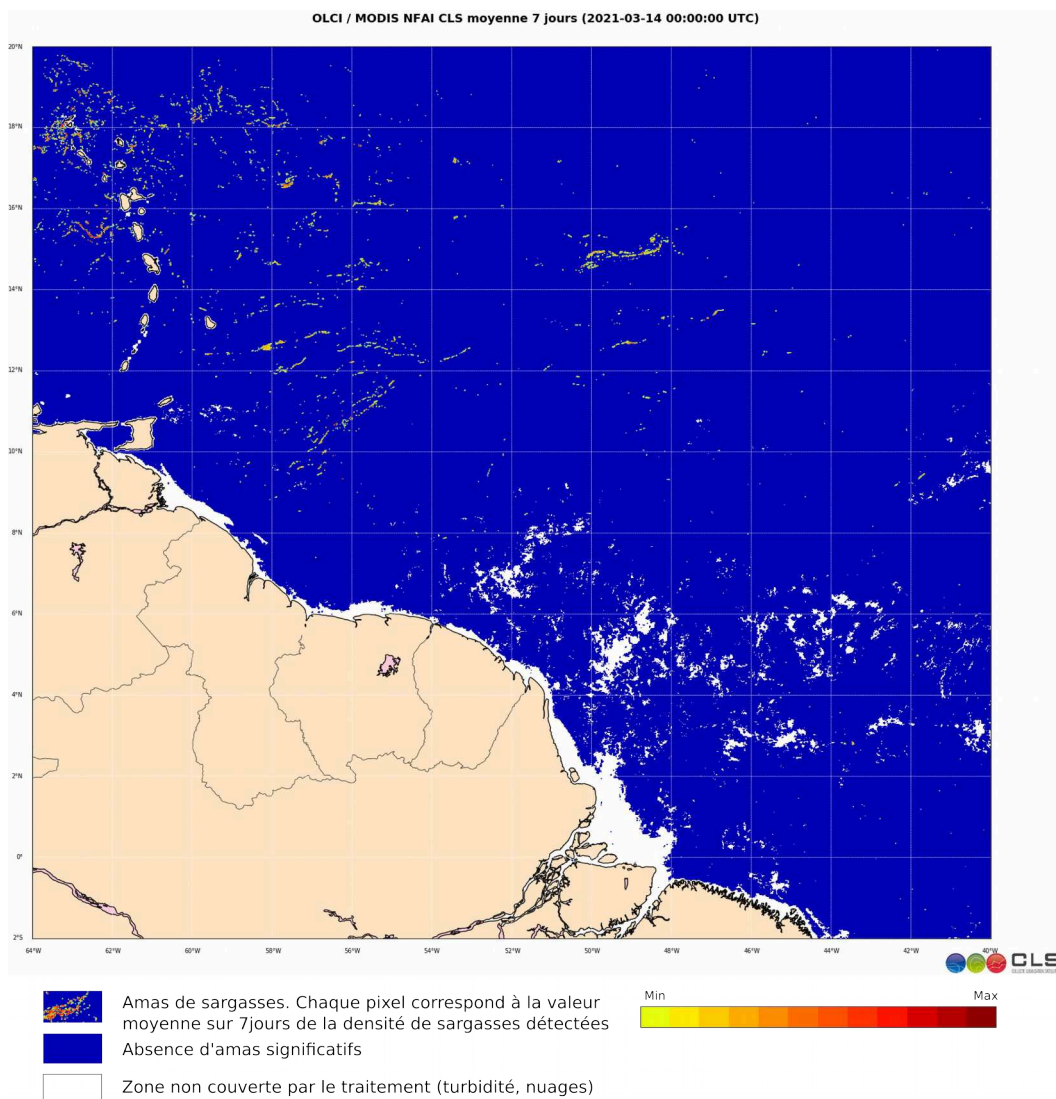 OLCI / MODIS NFAI CLS moyenne 7 jours (2021-03-14 00:00:00 UTC)
20°N
18°N
16°N
14°N
12°N
10°N
8°N
6°N
4°N
2°N
0°
2°S
64°W 62°W 60°W 58°W 56°W 54°W 52°W 50°W 48°W 46°W 44°W 42°W 40°W
CLS
Min Max
Amas de sargasses. Chaque pixel correspond à la valeur
moyenne sur 7jours de la densité de sargasses détectées
Absence d'amas significatifs
Zone non couverte par le traitement (turbidité, nuages)